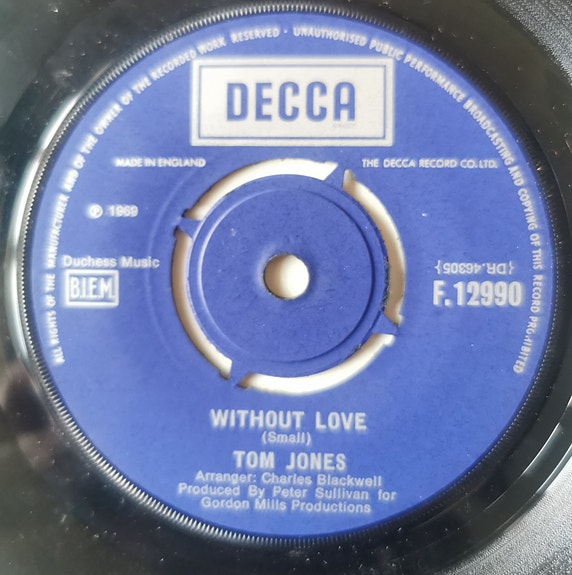 ALL RIGHTS OF THE MANUFACTURER AND OF THE OWNER OF THE RECORDED WORK RESERVED · UNAUTHORISED PUBLIC PERFORMANCE BROADCASTING AND COPYING OF THIS RECORD PROHIBITED
DECCA
MADE IN ENGLAND
THE DECCA RECORD CO. LTD.
℗ 1969
Duchess Music
B.I.E.M.
{DR.46305}
F.12990
WITHOUT LOVE
(Small)
TOM JONES
Arranger: Charles Blackwell
Produced By Peter Sullivan for
Gordon Mills Productions